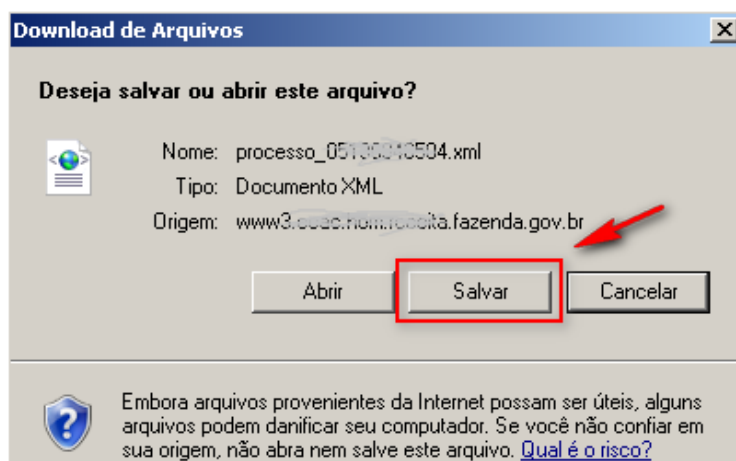 Download de Arquivos
Deseja salvar ou abrir este arquivo?
Nome:
Tipo: Documento XML
Origem:
Abrir Salvar Cancelar
Embora arquivos provenientes da Internet possam ser úteis, alguns
arquivos podem danificar seu computador. Se você não confiar em
sua origem, não abra nem salve este arquivo. Qual é o risco?